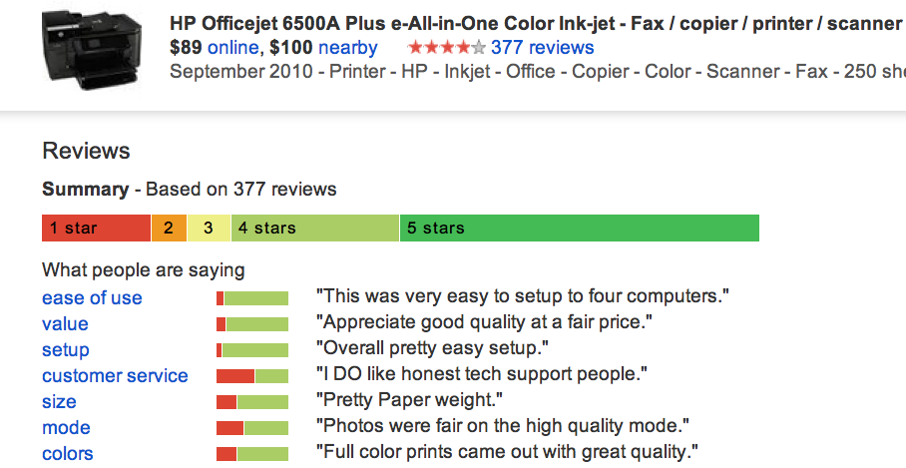 HP Officejet 6500A Plus e-All-in-One Color Ink-jet - Fax / copier / printer / scanner
$89 online, $100 nearby 377 reviews
September 2010 - Printer - HP - Inkjet - Office - Copier - Color - Scanner - Fax - 250 she
Reviews
Summary - Based on 377 reviews
1 star 2 3 4 stars 5 stars
What people are saying
ease of use "This was very easy to setup to four computers."
value "Appreciate good quality at a fair price."
setup "Overall pretty easy setup."
customer service "I DO like honest tech support people."
size "Pretty Paper weight."
mode "Photos were fair on the high quality mode."
colors "Full color prints came out with great quality."